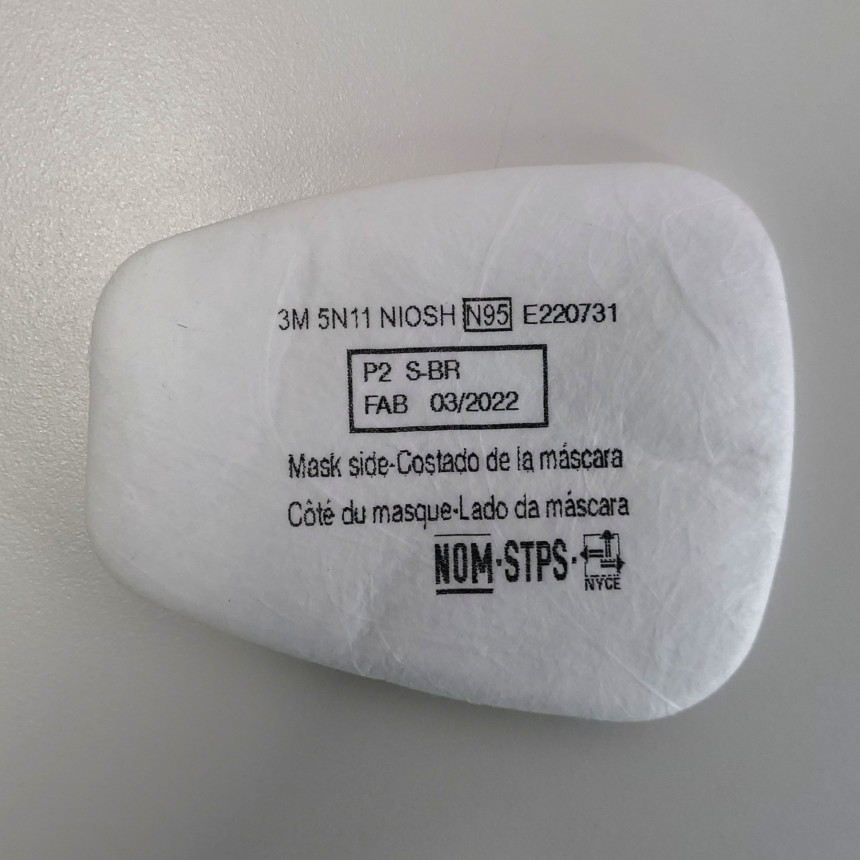 3M 5N11 NIOSH N95 E220731
P2 S-BR
FAB 03/2022
Mask side-Costado de la máscara
Côté du masque-Lado da máscara
NOM·STPS·
NYCE